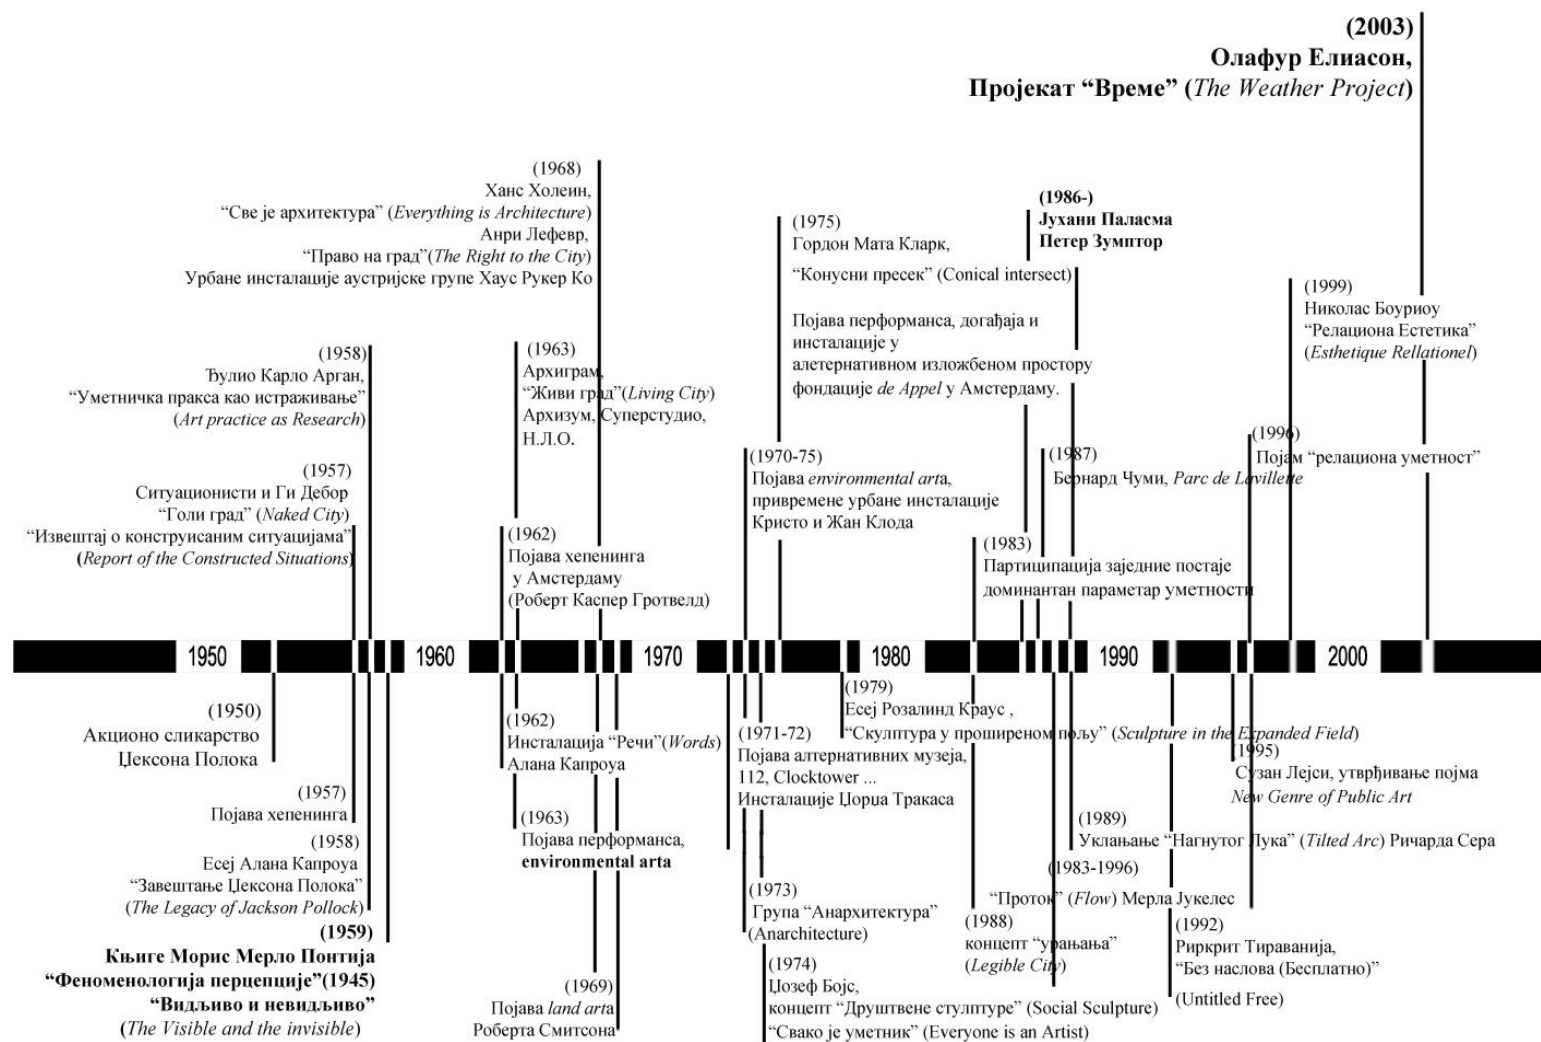 (2003)
Олафур Елиасон,
Пројекат “Време” (The Weather Project)
(1968)
Ханс Холеин,
“Све је архитектура” (Everything is Architecture)
Анри Лефевр,
“Право на град”(The Right to the City)
Урбане инсталације аустријске групе Хаус Рукер Ко
(1975)
Гордон Мата Кларк,
“Конусни пресек” (Conical intersect)
Појава перформанса, догађаја и
инсталације у
алетернативном изложбеном простору
фондације de Appel у Амстердаму.
(1986-)
Јухани Паласма
Петер Зумптор
(1999)
Николас Боуриоу
“Релациона Естетика”
(Esthetique Rellationel)
(1958)
Ђулио Карло Арган,
“Уметничка пракса као истраживање”
(Art practice as Research)
(1963)
Архиграм,
“Живи град”(Living City)
Архизум, Суперстудио,
Н.Л.О.
(1957)
Ситуационисти и Ги Дебор
“Голи град” (Naked City)
“Извештај о конструисаним ситуацијама”
(Report of the Constructed Situations)
(1962)
Појава хепенинга
у Амстердаму
(Роберт Каспер Гротвелд)
(1970-75)
Појава environmental arta,
привремене урбане инсталације
Кристо и Жан Клода
(1987)
Бернард Чуми, Parc de Lavillette
(1996)
Појам “релациона уметност”
(1983)
Партиципација заједние постаје
доминантан параметар уметности
1950 1960 1970 1980 1990 2000
(1950)
Акционо сликарство
Џексона Полока
(1957)
Појава хепенинга
(1958)
Есеј Алана Капроуа
“Завештање Џексона Полока”
(The Legacy of Jackson Pollock)
(1959)
Књиге Морис Мерло Понтија
“Феноменологија перцепције”(1945)
“Видљиво и невидљиво”
(The Visible and the invisible)
(1962)
Инсталација “Речи”(Words)
Алана Капроуа
(1963)
Појава перформанса,
environmental arta
(1969)
Појава land arta
Роберта Смитсона
(1971-72)
Појава алтернативних музеја,
112, Clocktower ...
Инсталације Џорџа Тракаса
(1973)
Група “Анархитектура”
(Anarchitecture)
(1974)
Џозеф Бојс,
концепт “Друштвене стулптуре” (Social Sculpture)
“Свако је уметник” (Everyone is an Artist)
(1979)
Есеј Розалинд Краус ,
“Скулптура у проширеном пољу” (Sculpture in the Expanded Field)
(1995)
Сузан Лејси, утврђивање појма
New Genre of Public Art
(1989)
Уклањање “Нагнутог Лука” (Tilted Arc) Ричарда Сера
(1983-1996)
“Проток” (Flow) Мерла Јукелес
(1988)
концепт “урањања”
(Legible City)
(1992)
Риркрит Тираванија,
“Без наслова (Бесплатно)”
(Untitled Free)